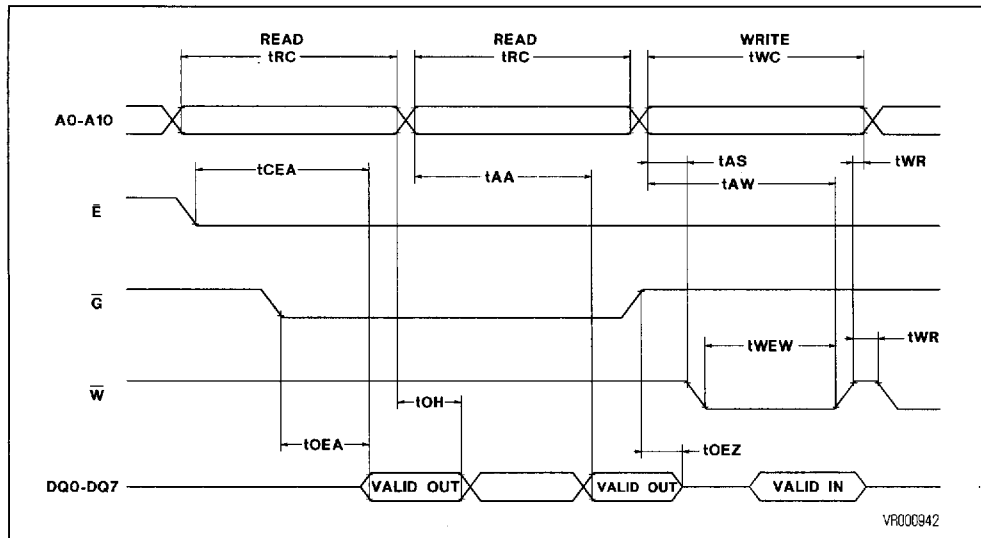 READ READ WRITE
tRC tRC tWC
A0-A10
tAS tWR
tCEA tAA tAW
E̅
G̅
tWEW tWR
W̅
tOH
tOEA tOEZ
DQ0-DQ7 VALID OUT VALID OUT VALID IN
VR000942